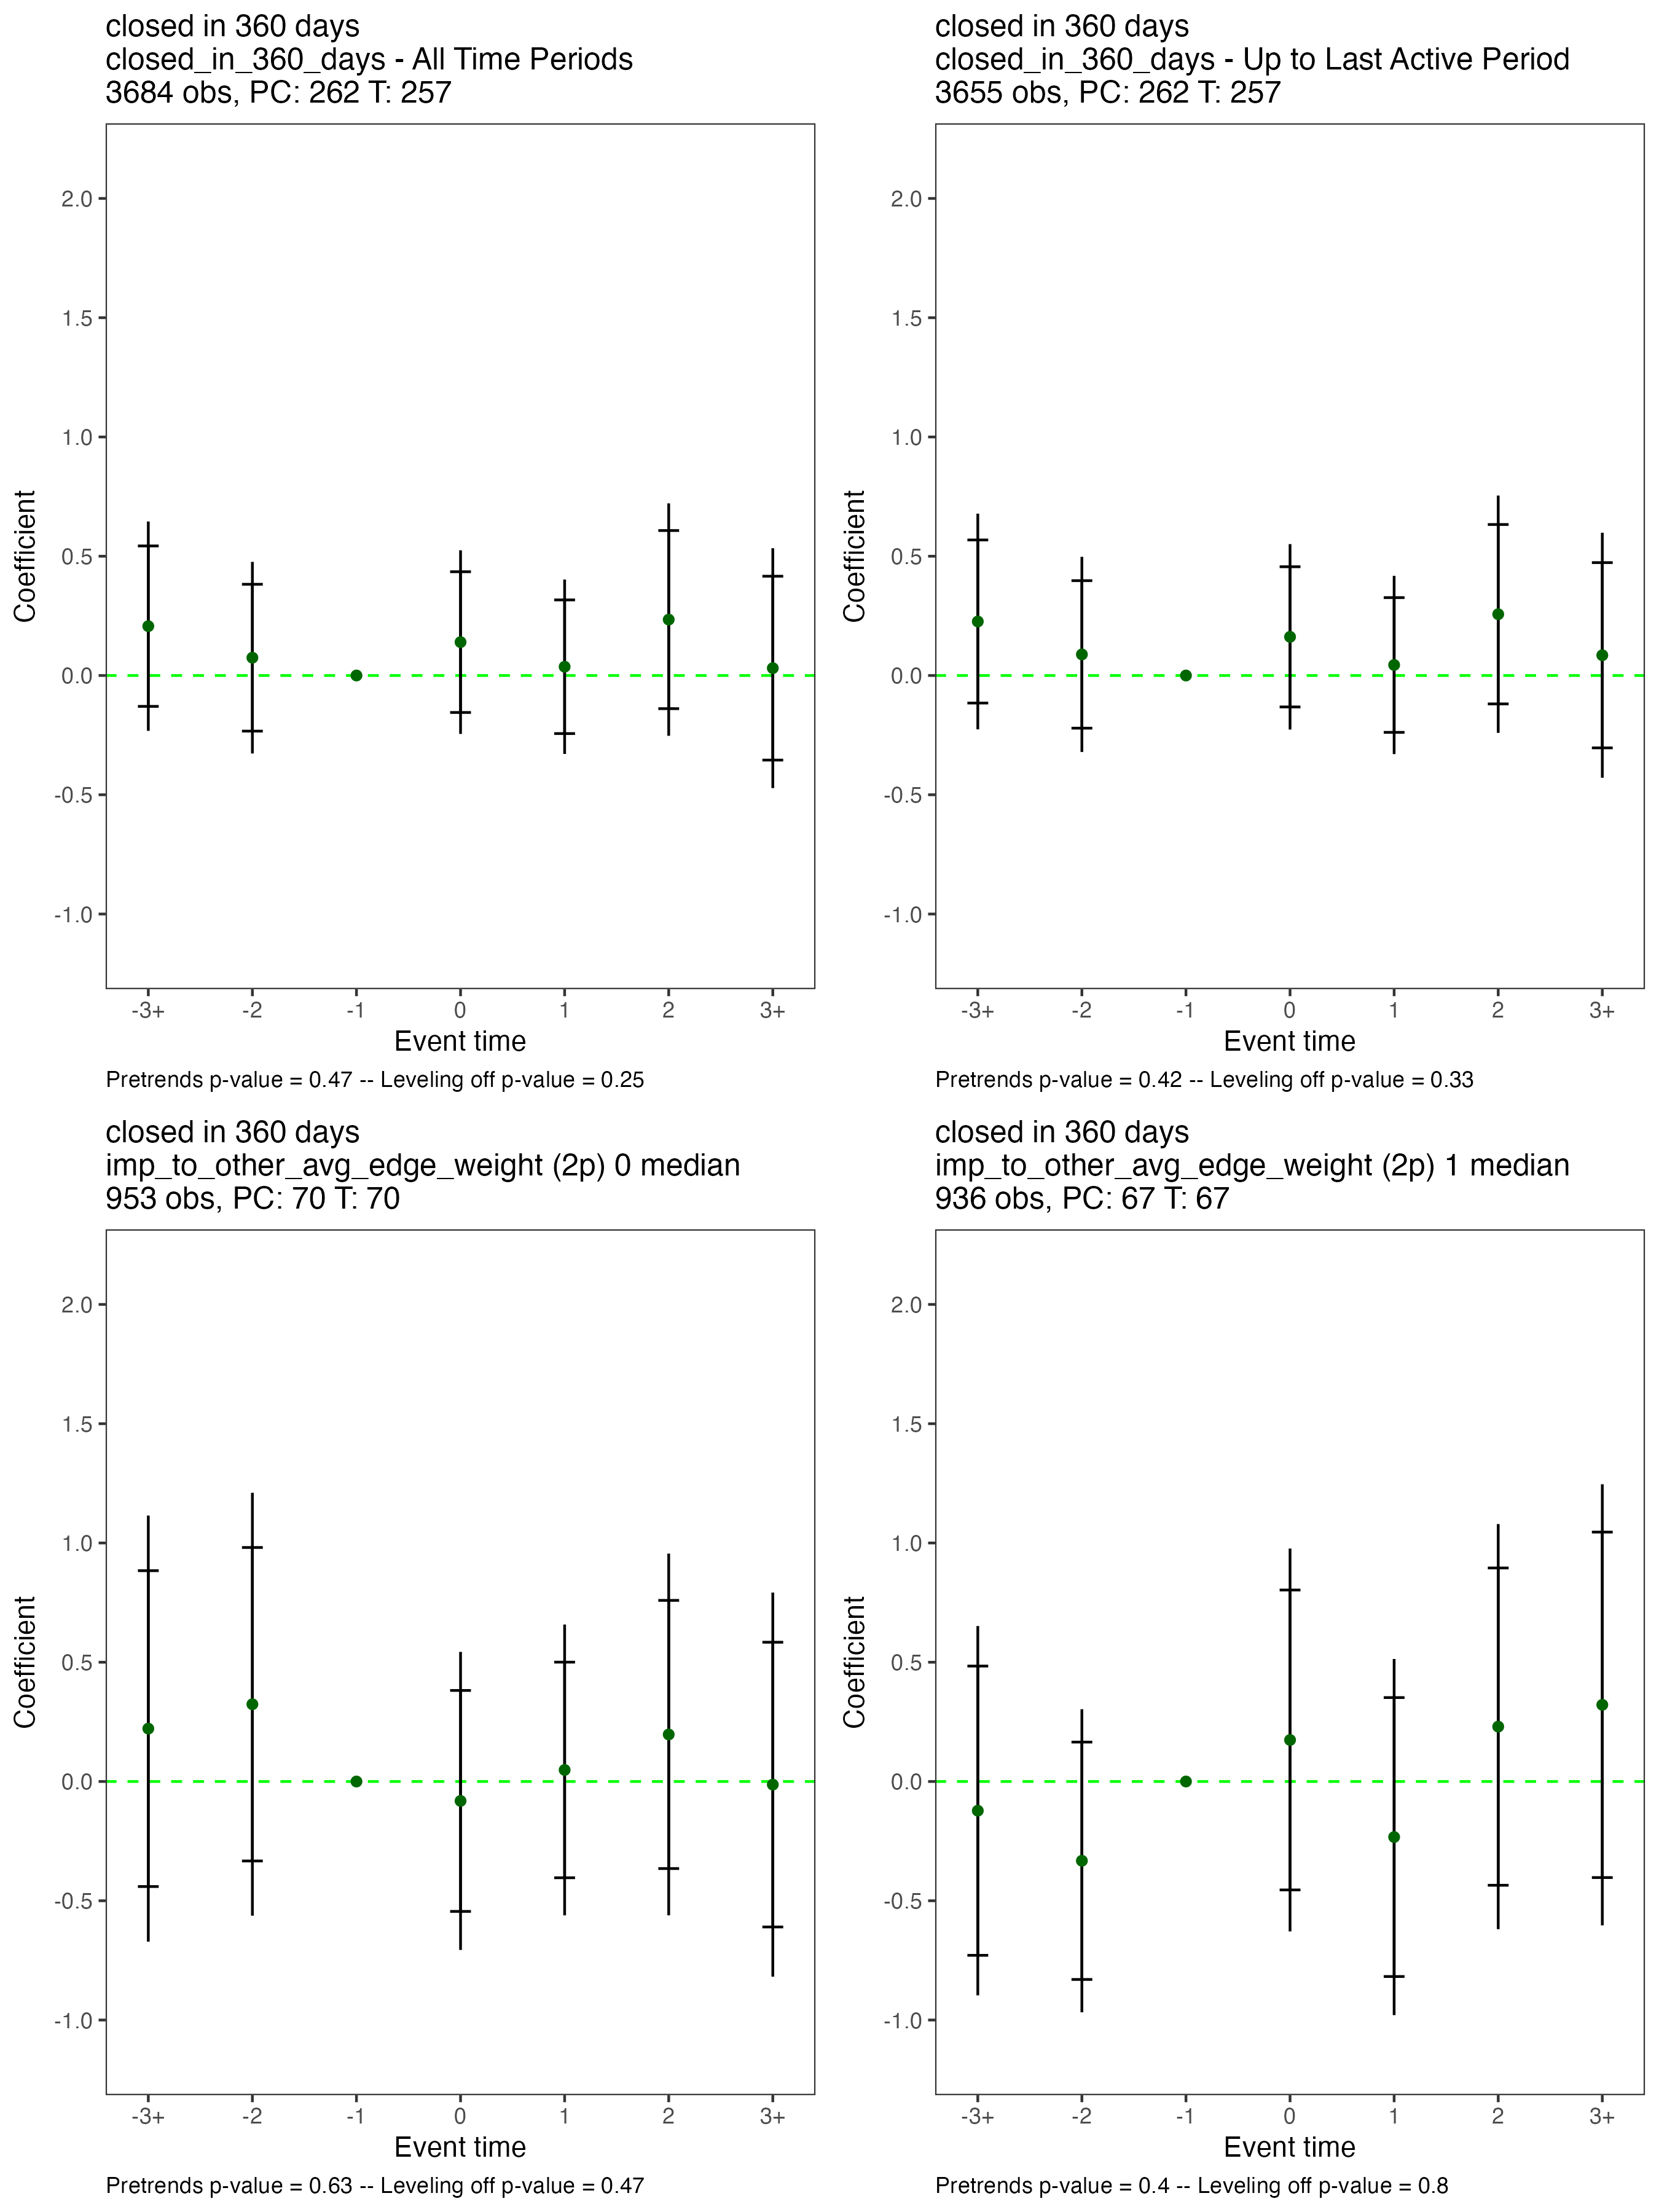 closed in 360 days
closed_in_360_days - All Time Periods
3684 obs, PC: 262 T: 257
2.0
1.5
1.0
0.5
0.0
-0.5
-1.0
Coefficient
-3+ -2 -1 0 1 2 3+
Event time
Pretrends p-value = 0.47 -- Leveling off p-value = 0.25
closed in 360 days
closed_in_360_days - Up to Last Active Period
3655 obs, PC: 262 T: 257
2.0
1.5
1.0
0.5
0.0
-0.5
-1.0
Coefficient
-3+ -2 -1 0 1 2 3+
Event time
Pretrends p-value = 0.42 -- Leveling off p-value = 0.33
closed in 360 days
imp_to_other_avg_edge_weight (2p) 0 median
953 obs, PC: 70 T: 70
2.0
1.5
1.0
0.5
0.0
-0.5
-1.0
Coefficient
-3+ -2 -1 0 1 2 3+
Event time
Pretrends p-value = 0.63 -- Leveling off p-value = 0.47
closed in 360 days
imp_to_other_avg_edge_weight (2p) 1 median
936 obs, PC: 67 T: 67
2.0
1.5
1.0
0.5
0.0
-0.5
-1.0
Coefficient
-3+ -2 -1 0 1 2 3+
Event time
Pretrends p-value = 0.4 -- Leveling off p-value = 0.8